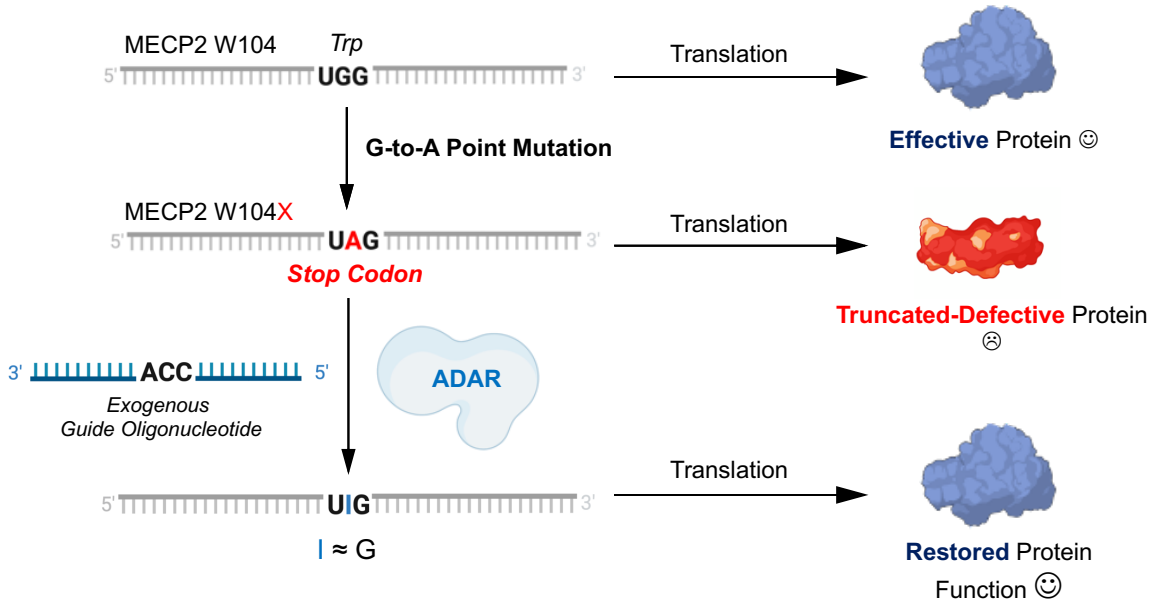 MECP2 W104
Trp
5' UGG 3'
Translation
Effective Protein ☺
G-to-A Point Mutation
MECP2 W104X
5' UAG 3'
Stop Codon
Translation
Truncated-Defective Protein
☹
3' ACC 5'
Exogenous
Guide Oligonucleotide
ADAR
5' UIG 3'
I ≈ G
Translation
Restored Protein
Function ☺